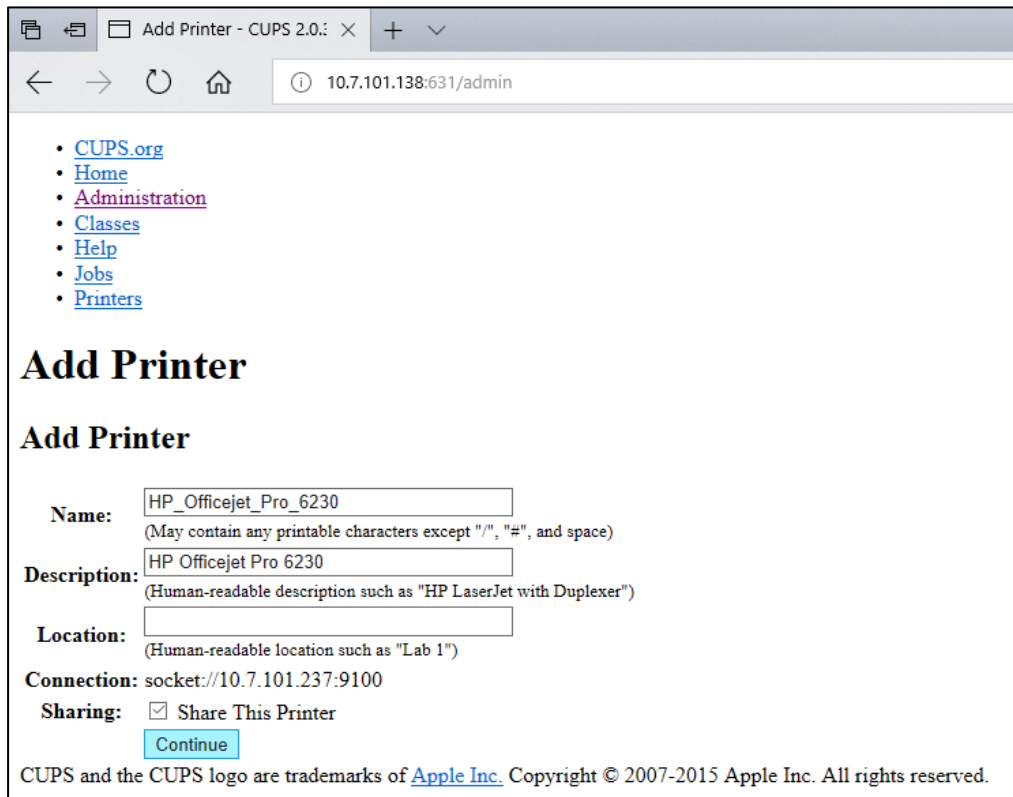 Add Printer - CUPS 2.0.
10.7.101.138:631/admin
• CUPS.org
• Home
• Administration
• Classes
• Help
• Jobs
• Printers
Add Printer
Add Printer
Name: HP_Officejet_Pro_6230
(May contain any printable characters except "/", "#", and space)
Description: HP Officejet Pro 6230
(Human-readable description such as "HP LaserJet with Duplexer")
Location:
(Human-readable location such as "Lab 1")
Connection: socket://10.7.101.237:9100
Sharing: Share This Printer
Continue
CUPS and the CUPS logo are trademarks of Apple Inc. Copyright © 2007-2015 Apple Inc. All rights reserved.